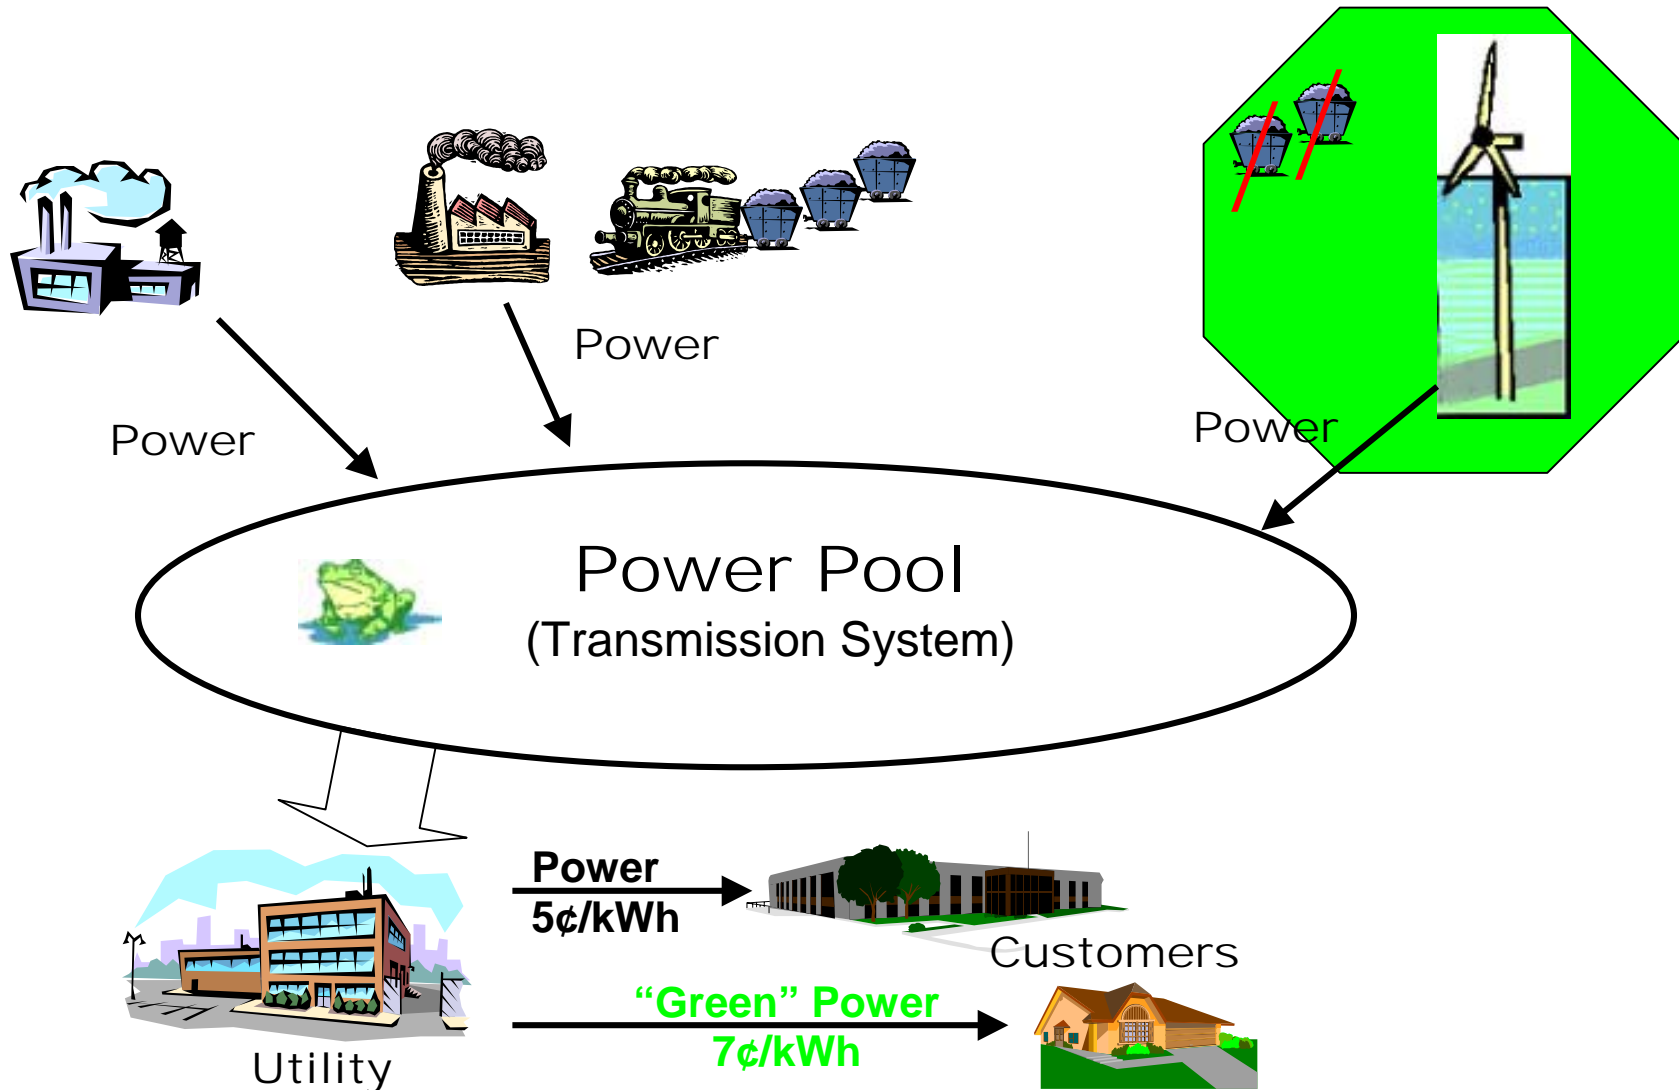 Power
Power
Power
Power Pool
(Transmission System)
Power
5¢/kWh
Customers
“Green” Power
7¢/kWh
Utility